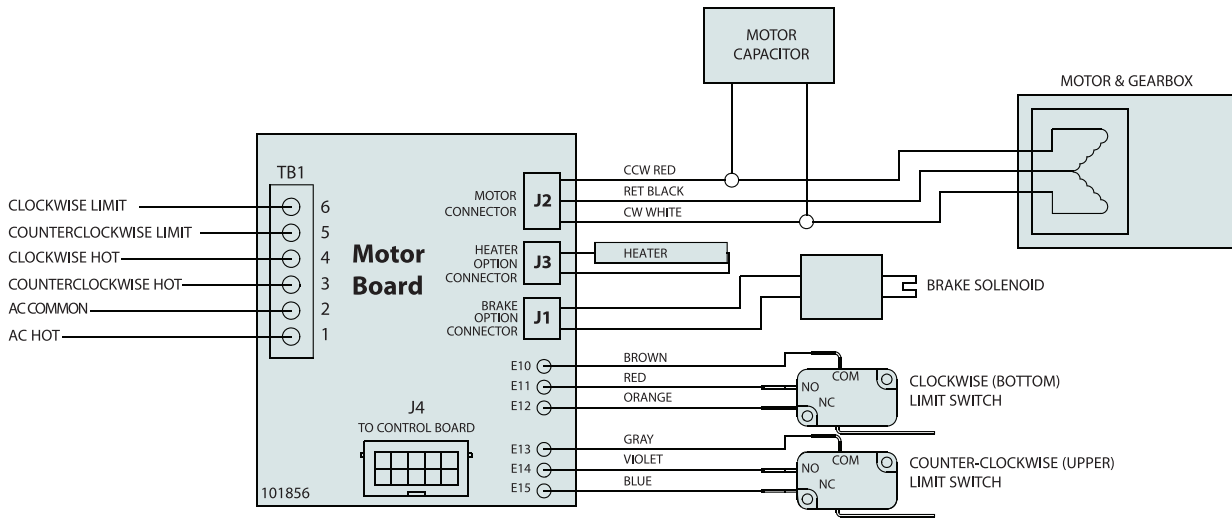 MOTOR
CAPACITOR
MOTOR & GEARBOX
TB1
CLOCKWISE LIMIT
6
COUNTERCLOCKWISE LIMIT
5
CLOCKWISE HOT
4
COUNTERCLOCKWISE HOT
3
AC COMMON
2
AC HOT
1
Motor
Board
MOTOR
CONNECTOR
J2
CCW RED
RET BLACK
CW WHITE
HEATER
OPTION
CONNECTOR
J3
HEATER
BRAKE
OPTION
CONNECTOR
J1
BRAKE SOLENOID
E10
BROWN
E11
RED
E12
ORANGE
COM
NO
NC
CLOCKWISE (BOTTOM)
LIMIT SWITCH
J4
TO CONTROL BOARD
E13
GRAY
E14
VIOLET
E15
BLUE
COM
NO
NC
COUNTER-CLOCKWISE (UPPER)
LIMIT SWITCH
101856